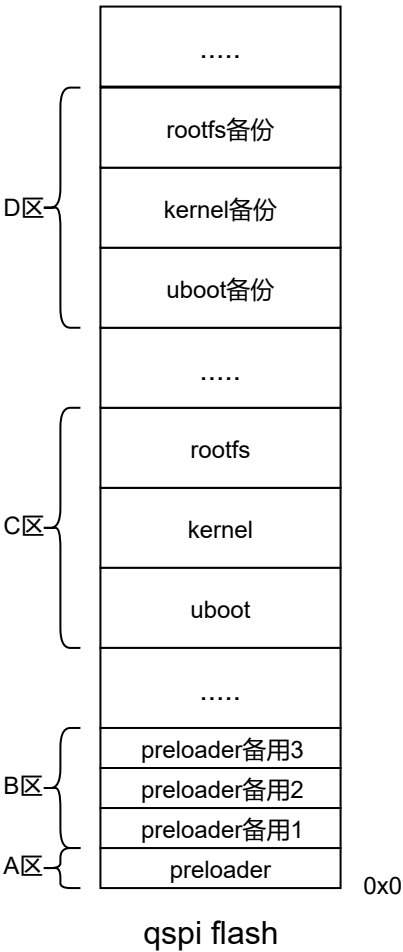 .....
rootfs备份
D区
kernel备份
uboot备份
.....
rootfs
C区
kernel
uboot
.....
preloader备用3
B区
preloader备用2
preloader备用1
A区
preloader
0x0
qspi flash